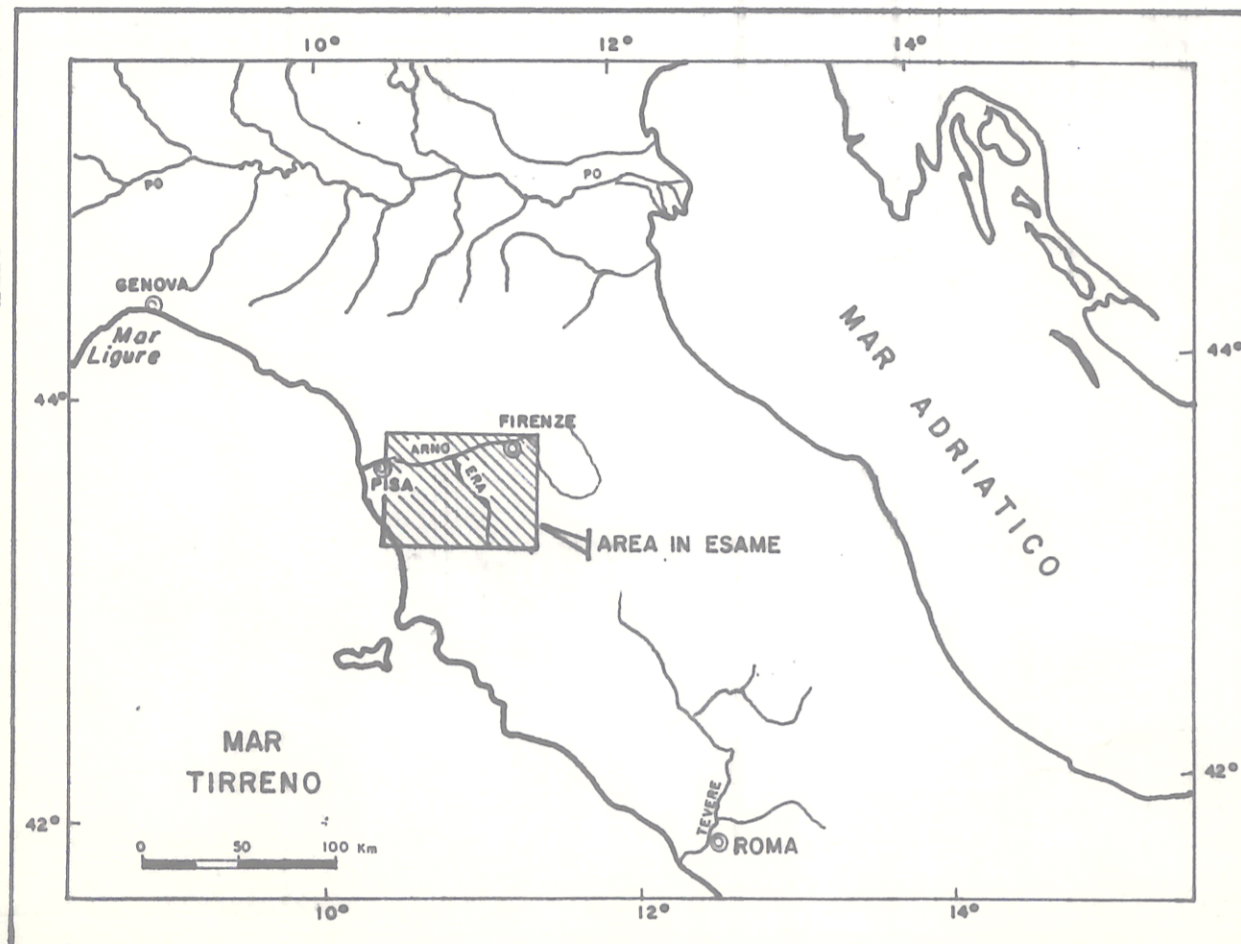 10° 12° 14°
PO
PO
GENOVA
Mar
Ligure
MAR ADRIATICO
44°
44°
FIRENZE
ARNO
PISA
ERA
AREA IN ESAME
MAR
TIRRENO
42°
42°
TEVERE
ROMA
0 50 100 Km
10° 12° 14°